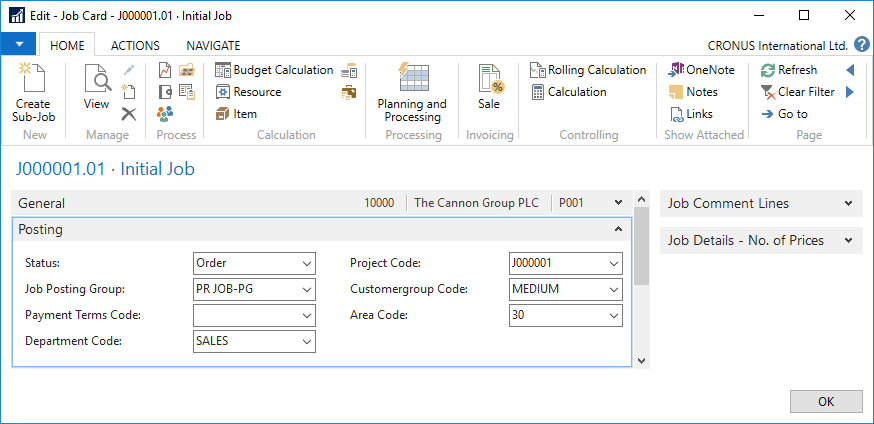 Edit - Job Card - J000001.01 · Initial Job
HOME ACTIONS NAVIGATE CRONUS International Ltd. ?
Create Sub-Job
New
View
Manage
Process
Budget Calculation
Resource
Item
Calculation
Planning and Processing
Processing
Sale
Invoicing
Rolling Calculation
Calculation
Controlling
OneNote
Notes
Links
Show Attached
Refresh
Clear Filter
Go to
Page
J000001.01 · Initial Job
General 10000 The Cannon Group PLC P001
Posting
Status: Order Project Code: J000001
Job Posting Group: PR JOB-PG Customergroup Code: MEDIUM
Payment Terms Code: Area Code: 30
Department Code: SALES
Job Comment Lines
Job Details - No. of Prices
OK